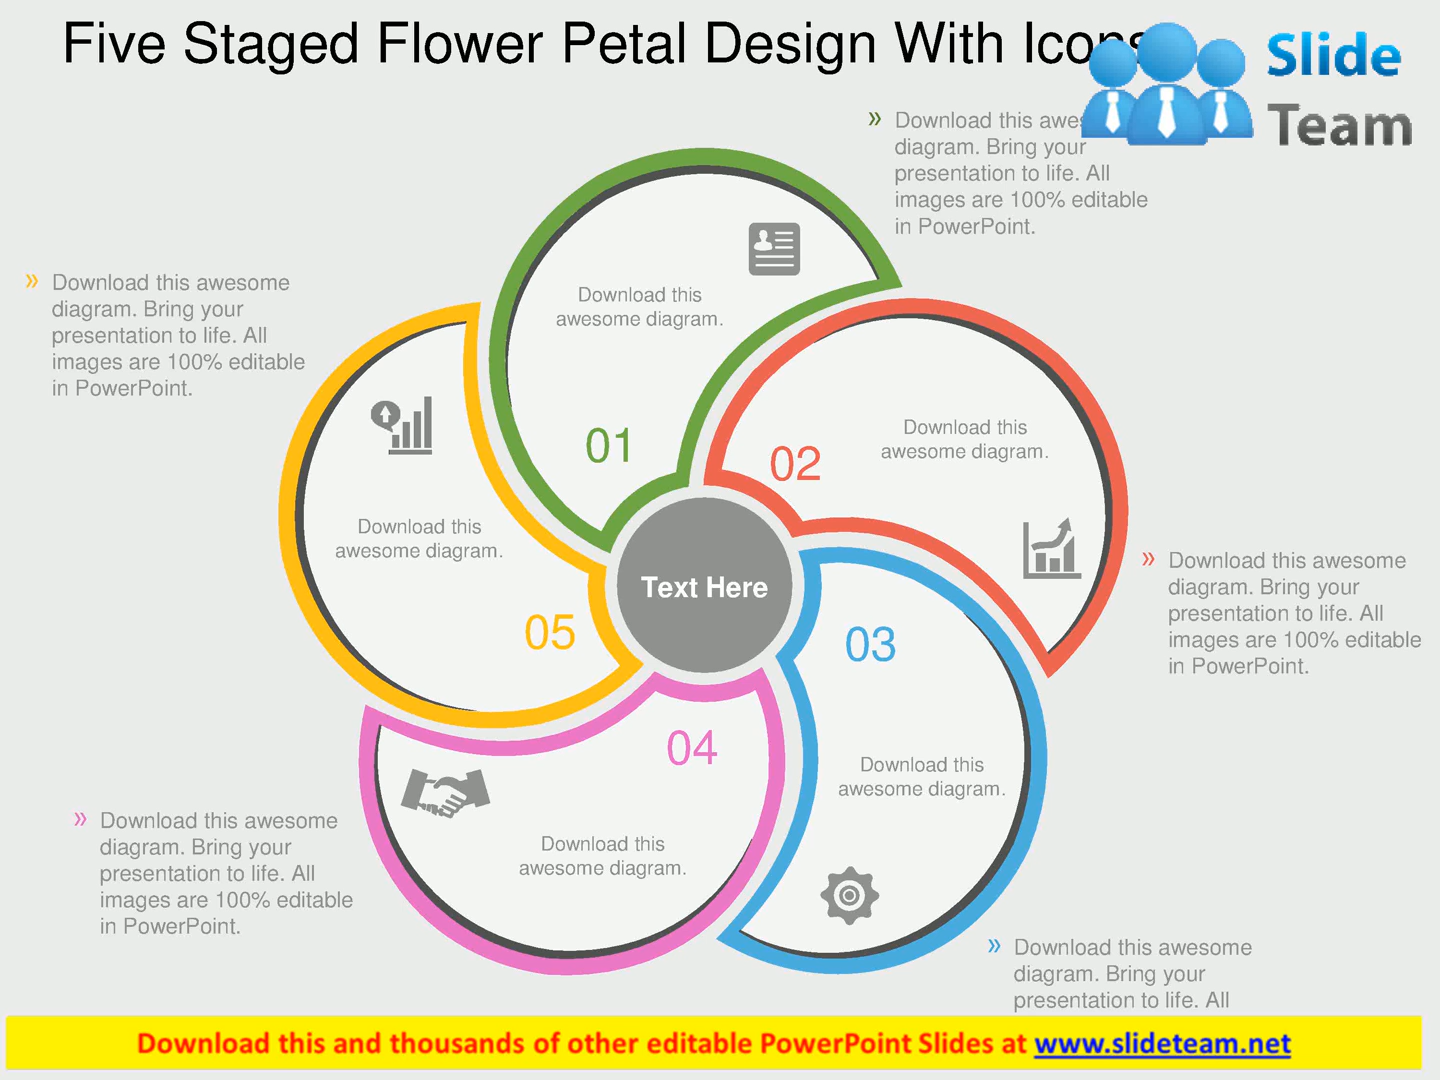 Five Staged Flower Petal Design With Icons
Slide
Team
» Download this awes
diagram. Bring your
presentation to life. All
images are 100% editable
in PowerPoint.
» Download this awesome
diagram. Bring your
presentation to life. All
images are 100% editable
in PowerPoint.
Download this
awesome diagram.
01
Download this
awesome diagram.
02
Download this
awesome diagram.
05
Text Here
» Download this awesome
diagram. Bring your
presentation to life. All
images are 100% editable
in PowerPoint.
03
Download this
awesome diagram.
04
Download this
awesome diagram.
» Download this awesome
diagram. Bring your
presentation to life. All
images are 100% editable
in PowerPoint.
» Download this awesome
diagram. Bring your
presentation to life. All
Download this and thousands of other editable PowerPoint Slides at www.slideteam.net